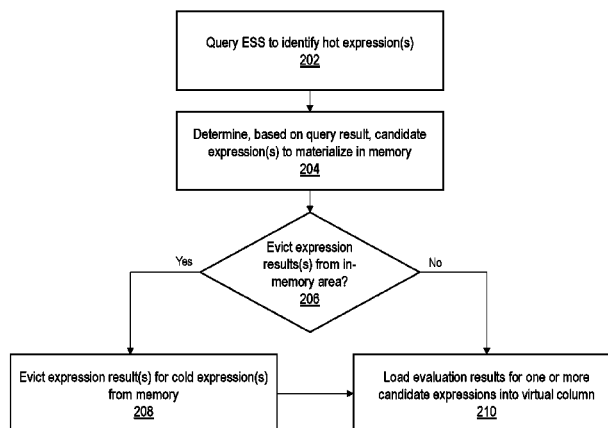 Query ESS to identify hot expression(s)
202
Determine, based on query result, candidate
expression(s) to materialize in memory
204
Evict expression
results(s) from in-
memory area?
206
Yes
No
Evict expression result(s) for cold expression(s)
from memory
208
Load evaluation results for one or more
candidate expressions into virtual column
210